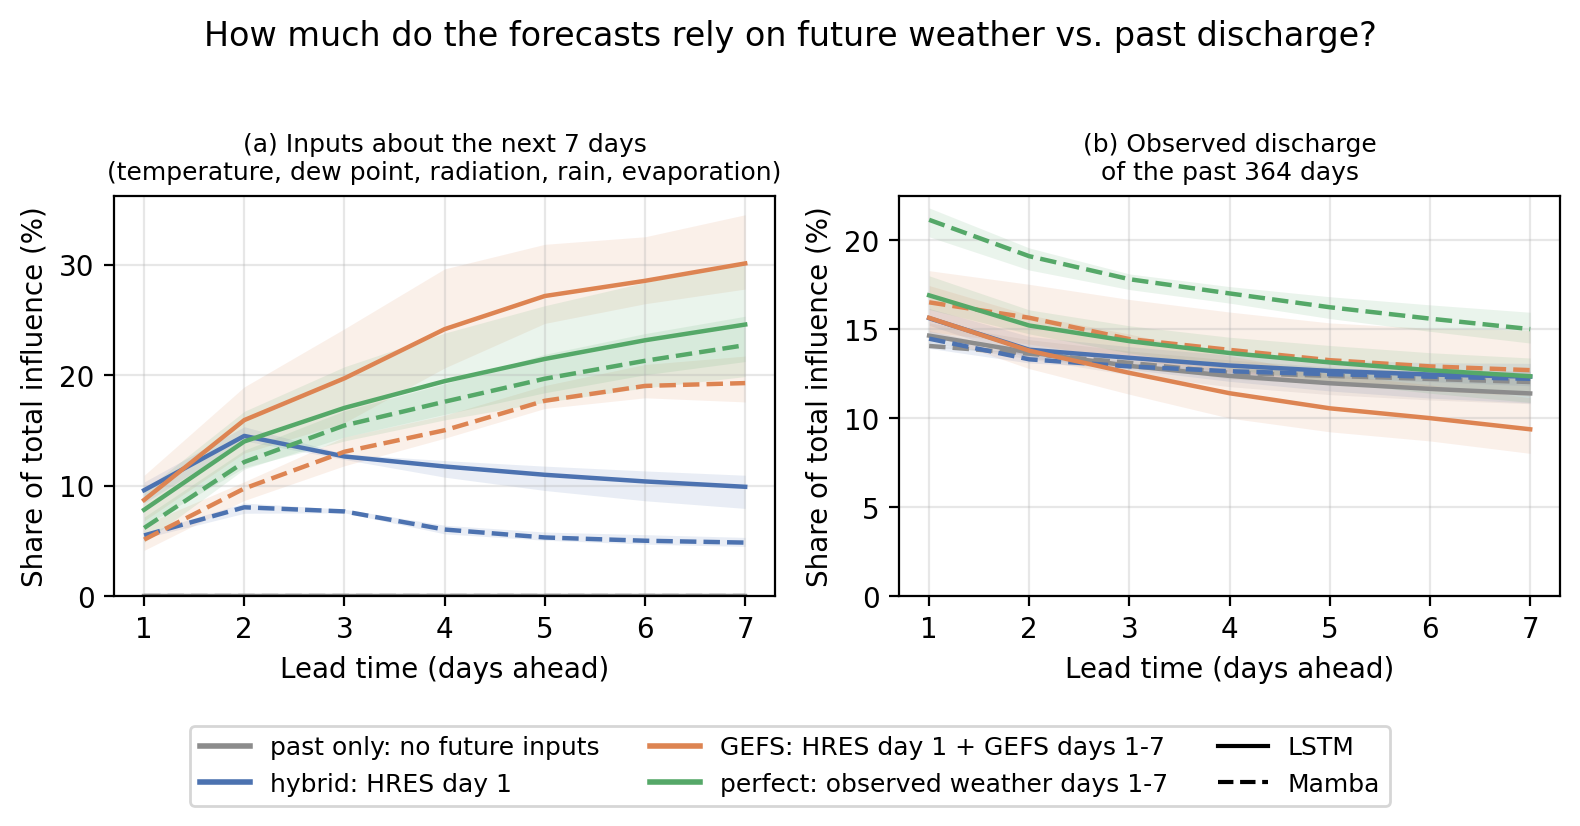 How much do the forecasts rely on future weather vs. past discharge?
(a) Inputs about the next 7 days
(temperature, dew point, radiation, rain, evaporation)
Share of total influence (%)
30
20
10
0
1 2 3 4 5 6 7
Lead time (days ahead)
(b) Observed discharge
of the past 364 days
Share of total influence (%)
20
15
10
5
0
1 2 3 4 5 6 7
Lead time (days ahead)
past only: no future inputs
hybrid: HRES day 1
GEFS: HRES day 1 + GEFS days 1-7
perfect: observed weather days 1-7
LSTM
Mamba